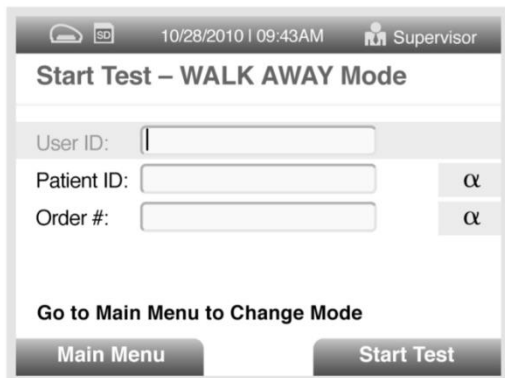 SD 10/28/2010 | 09:43AM Supervisor
Start Test – WALK AWAY Mode
User ID:
Patient ID: α
Order #: α
Go to Main Menu to Change Mode
Main Menu Start Test